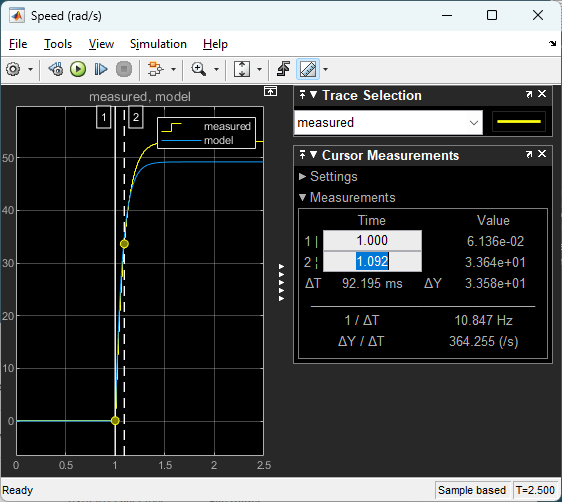 Speed (rad/s)
File Tools View Simulation Help
measured, model
1 2
measured
model
50
40
30
20
10
0
0 0.5 1 1.5 2 2.5
Trace Selection
measured
Cursor Measurements
Settings
Measurements
Time Value
1 | 1.000 6.136e-02
2 ¦ 1.092 3.364e+01
ΔT 92.195 ms ΔY 3.358e+01
1 / ΔT 10.847 Hz
ΔY / ΔT 364.255 (/s)
Ready Sample based T=2.500